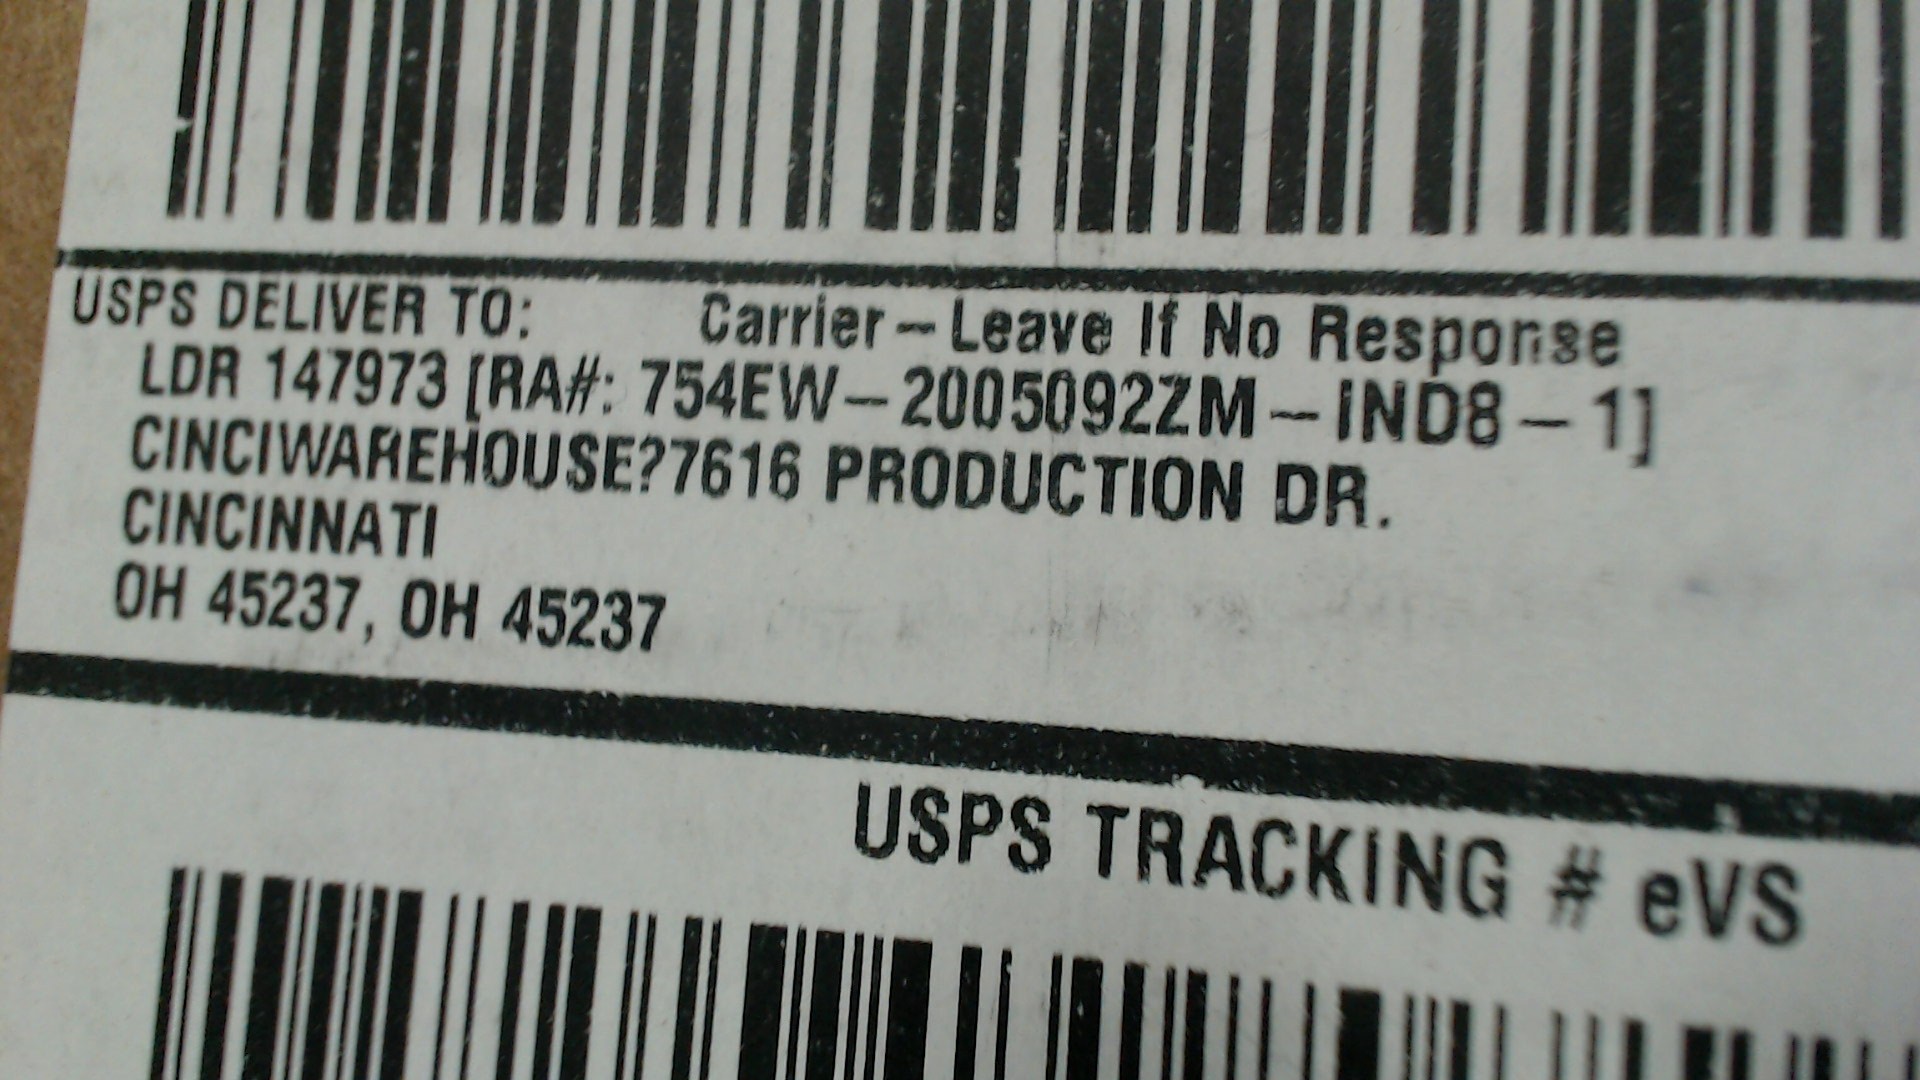 USPS DELIVER TO: Carrier-Leave If No Response
LDR 147973 [RA#: 754EW-2005092ZM-IND8-1]
CINCIWAREHOUSE?7616 PRODUCTION DR.
CINCINNATI
OH 45237, OH 45237
USPS TRACKING # eVS